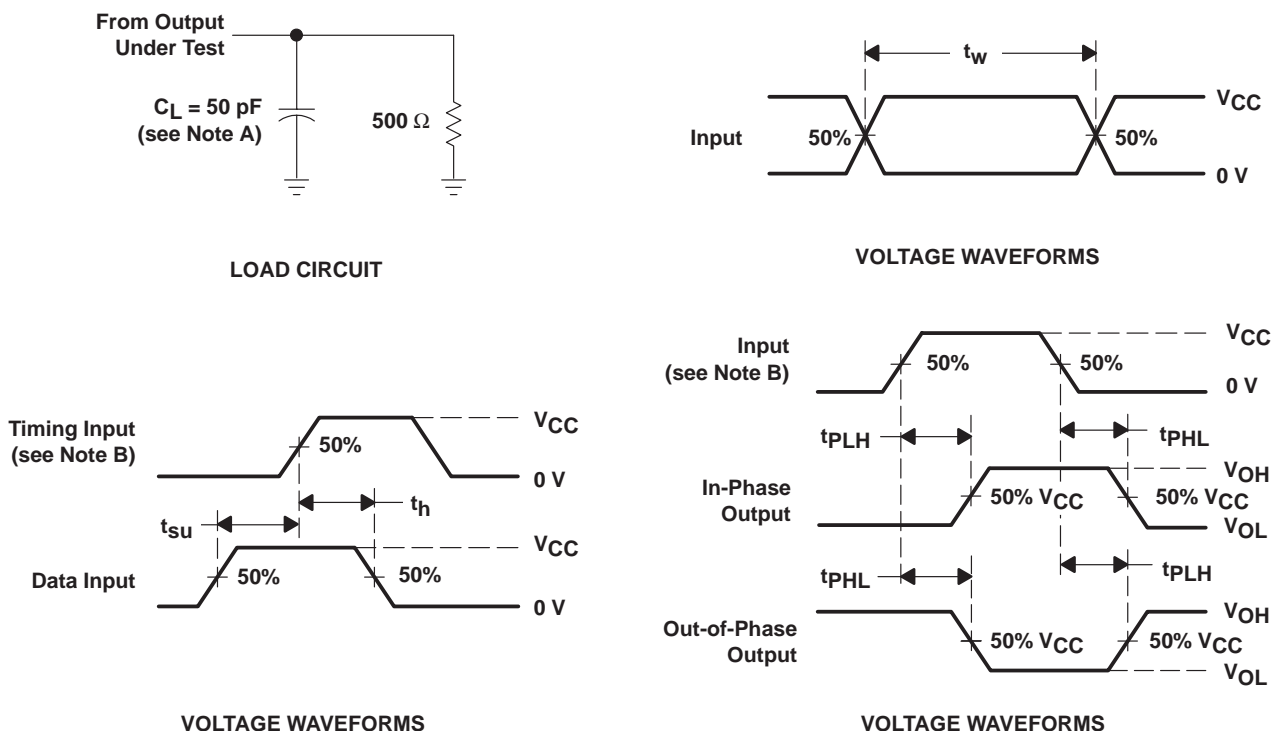 From Output
Under Test
CL = 50 pF
(see Note A)
500 Ω
LOAD CIRCUIT
tw
VCC
Input
50%
50%
0 V
VOLTAGE WAVEFORMS
Timing Input
(see Note B)
50%
VCC
0 V
th
tsu
Data Input
50%
50%
VCC
0 V
VOLTAGE WAVEFORMS
Input
(see Note B)
50%
50%
VCC
0 V
tPLH
tPHL
In-Phase
Output
50% VCC
VOH
50% VCC
VOL
tPHL
tPLH
Out-of-Phase
Output
50% VCC
VOH
50% VCC
VOL
VOLTAGE WAVEFORMS